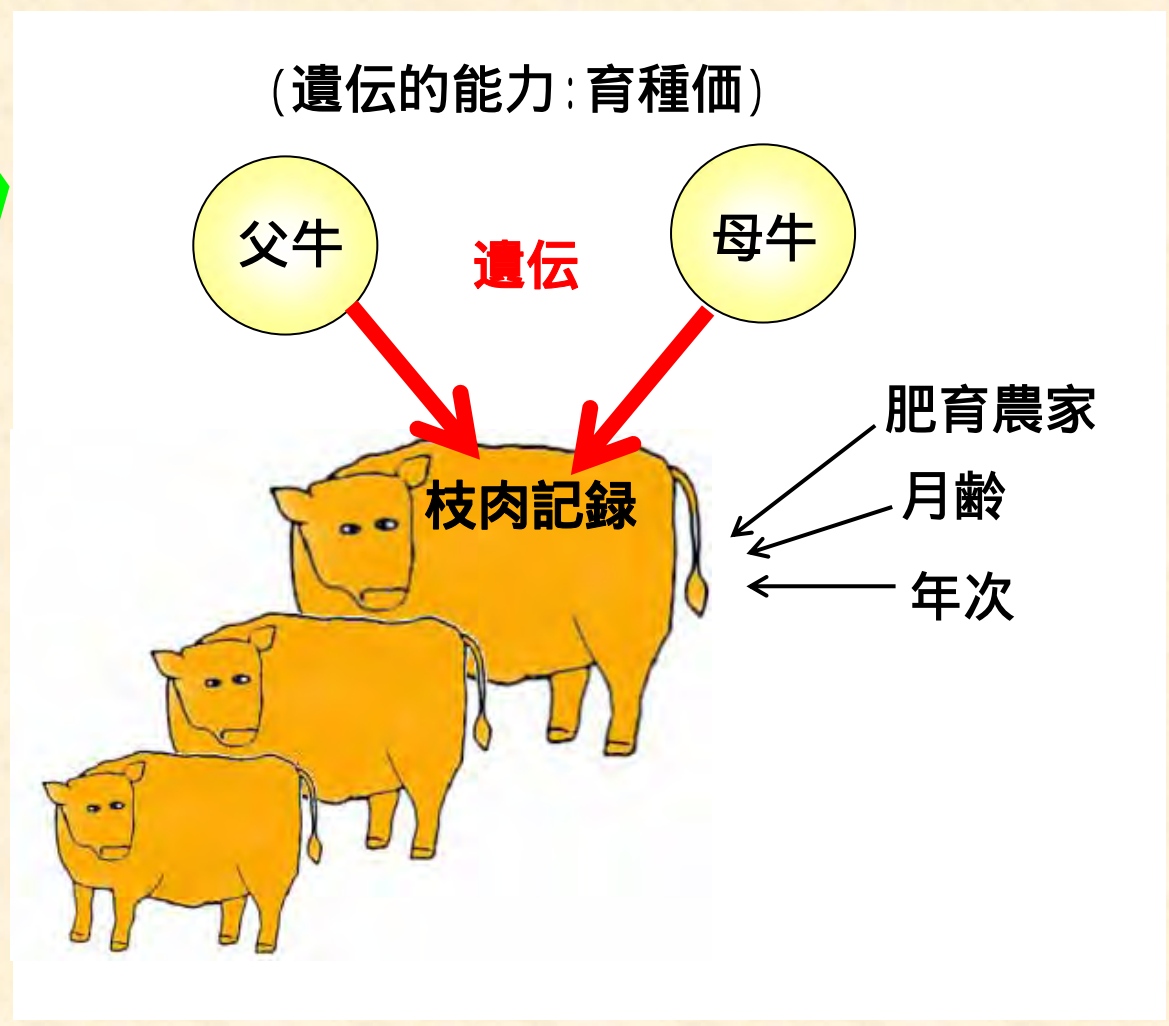 (遺伝的能力:育種価)
父牛
遺伝
母牛
肥育農家
枝肉記録
月齢
年次